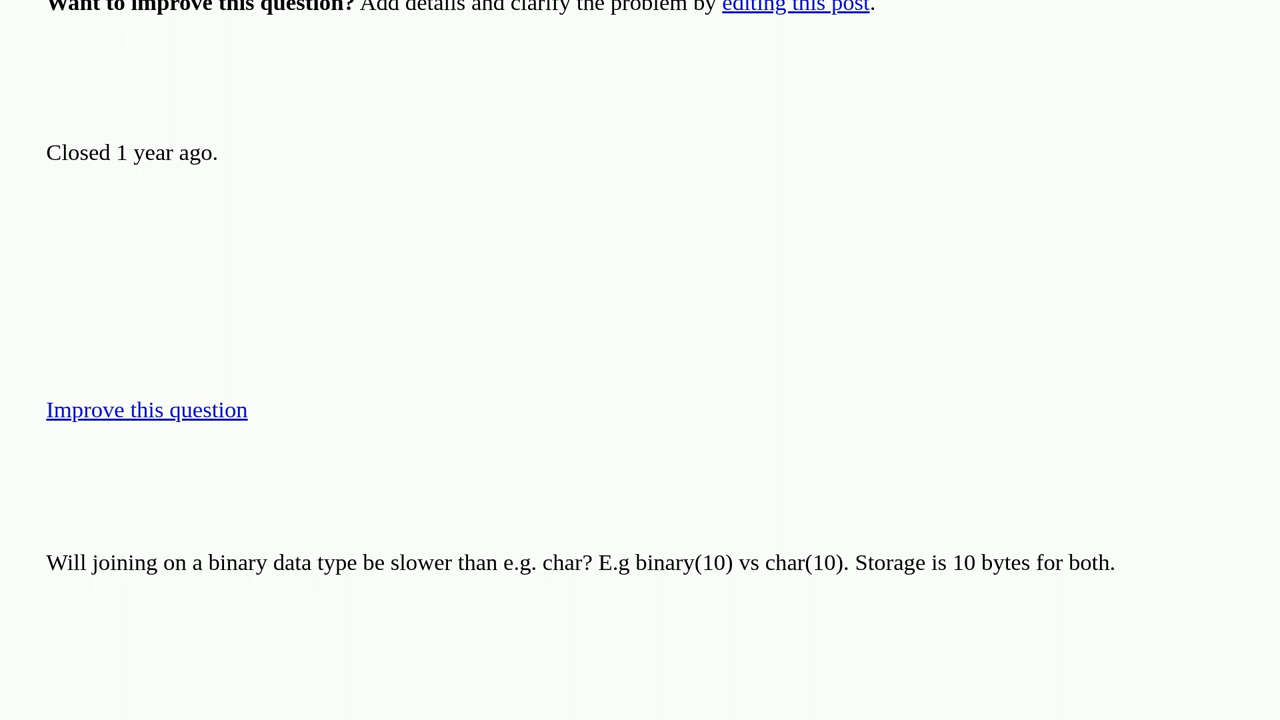 Want to improve this question? Add details and clarify the problem by editing this post.
Closed 1 year ago.
Improve this question
Will joining on a binary data type be slower than e.g. char? E.g binary(10) vs char(10). Storage is 10 bytes for both.